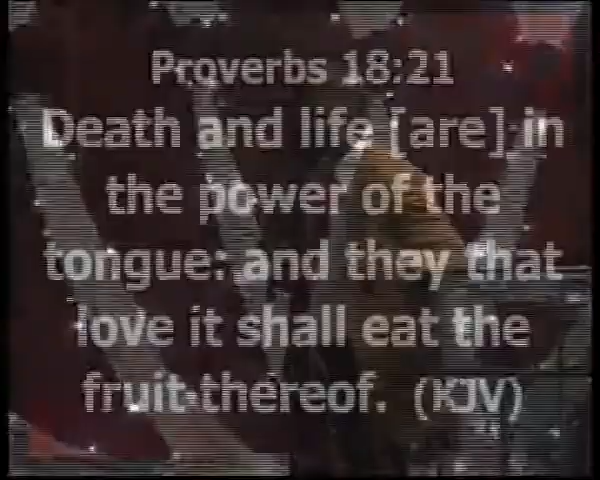 Proverbs 18:21
Death and life [are] in
the power of the
tongue: and they that
love it shall eat the
fruit thereof. (KJV)